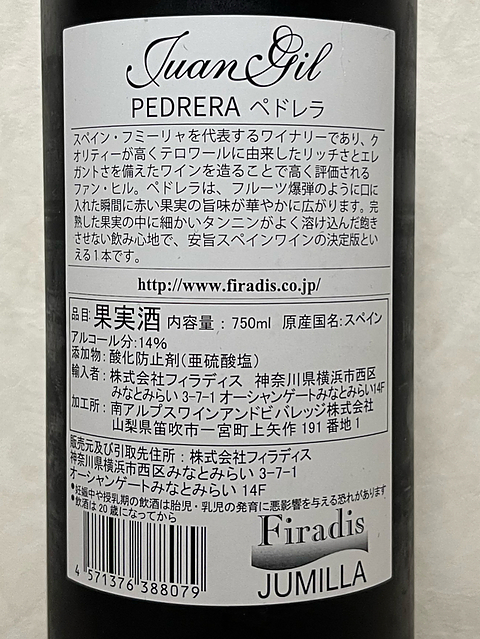 Juan Gil
PEDRERA ペドレラ
スペイン・フミーリャを代表するワイナリーであり、ク
オリティーが高くテロワールに由来したリッチさとエレ
ガントさを備えたワインを造ることで高く評価される
ファン・ヒル。ペドレラは、フルーツ爆弾のように口に
入れた瞬間に赤い果実の旨味が華やかに広がります。完
熟した果実の中に細かいタンニンがよく溶け込んだ飽き
させない飲み心地で、安旨スペインワインの決定版とい
える1本です。
http://www.firadis.co.jp/
品目:果実酒 内容量:750ml 原産国名:スペイン
アルコール分:14%
添加物:酸化防止剤(亜硫酸塩)
輸入者:株式会社フィラディス 神奈川県横浜市西区
みなとみらい 3-7-1 オーシャンゲートみなとみらい14F
加工所:南アルプスワインアンドビバレッジ株式会社
山梨県笛吹市一宮町上矢作 191 番地 1
販売元及び引取先住所:株式会社フィラディス
神奈川県横浜市西区みなとみらい 3-7-1
オーシャンゲートみなとみらい 14F
●妊娠中や授乳期の飲酒は胎児・乳児の発育に悪影響を与える恐れがあります
●飲酒は20歳になってから
Firadis
JUMILLA
4 571376 388079